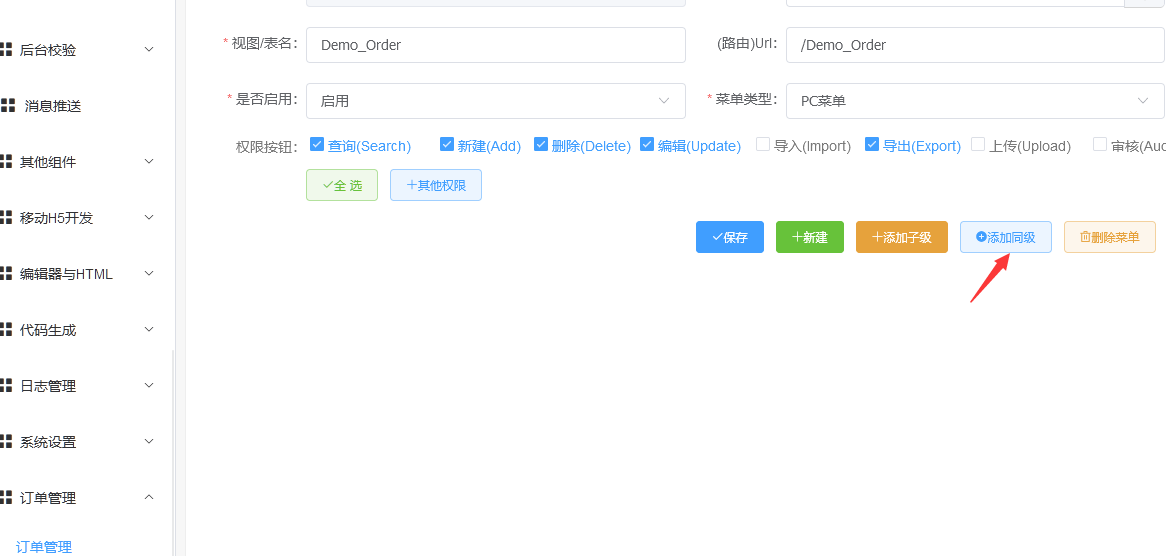 后台校验
消息推送
其他组件
移动H5开发
编辑器与HTML
代码生成
日志管理
系统设置
订单管理
订单管理
* 视图/表名: Demo_Order (路由)Url: /Demo_Order
* 是否启用: 启用 * 菜单类型: PC菜单
权限按钮: 查询(Search) 新建(Add) 删除(Delete) 编辑(Update) 导入(Import) 导出(Export) 上传(Upload) 审核(Auc
全 选 其他权限
保存 新建 添加子级 添加同级 删除菜单